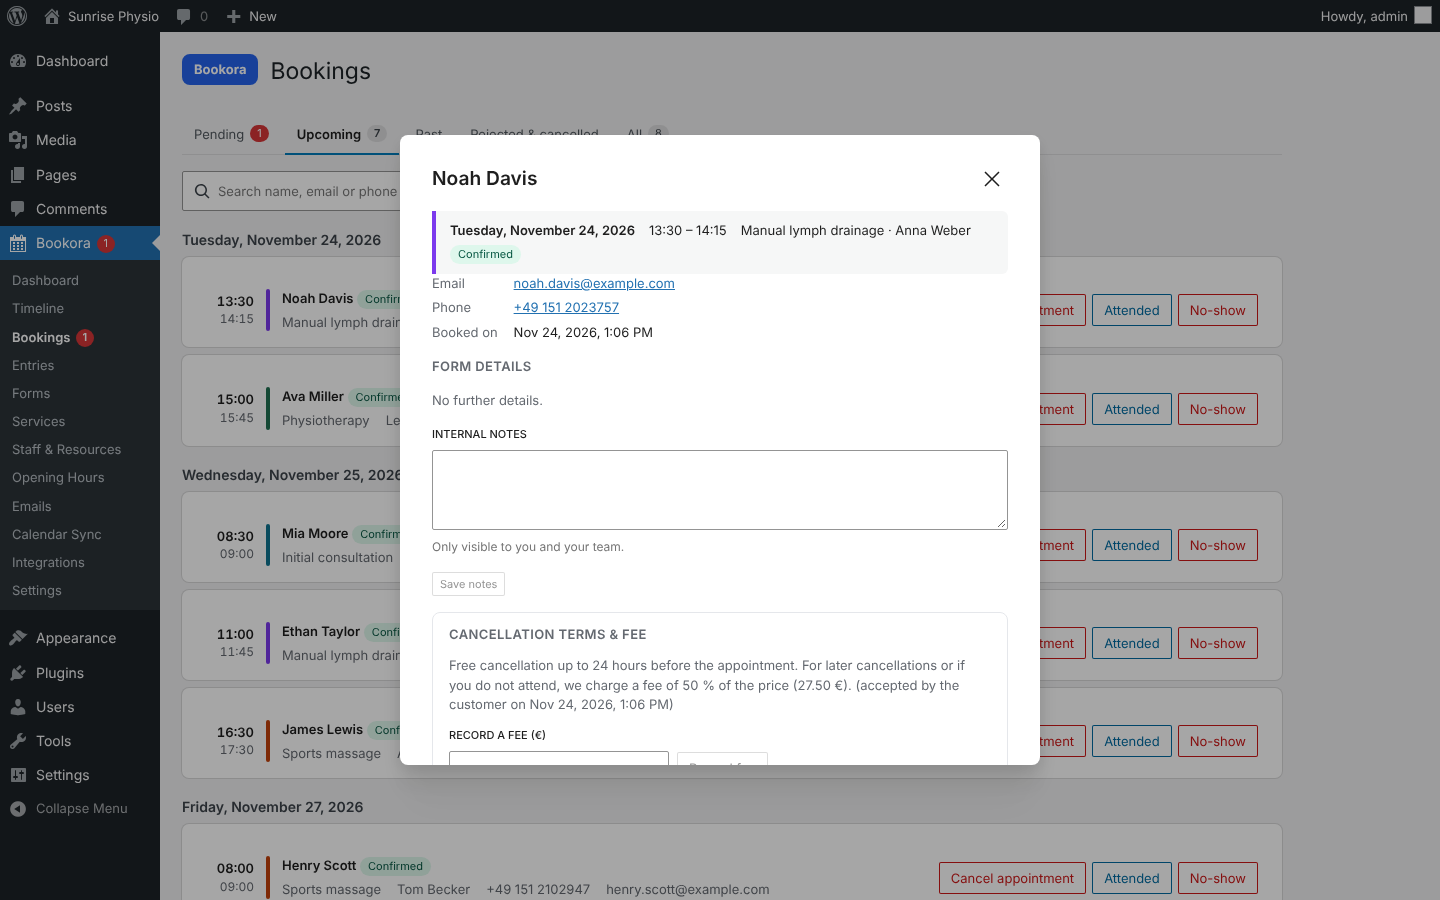 Sunrise Physio 0 New Howdy, admin
Dashboard
Posts
Media
Pages
Comments
Bookora 1
Dashboard
Timeline
Bookings 1
Entries
Forms
Services
Staff & Resources
Opening Hours
Emails
Calendar Sync
Integrations
Settings
Appearance
Plugins
Users
Tools
Settings
Collapse Menu
Bookora Bookings
Pending 1 Upcoming 7 Past Rejected & cancelled All 8
Search name, email or phone
Tuesday, November 24, 2026
13:30 Noah Davis
14:15
Attended No-show
15:00 Ava Miller
15:45 Physiotherapy
Attended No-show
Wednesday, November 25, 2026
08:30 Mia Moore
09:00 Initial consultation
Attended No-show
11:00 Ethan Taylor
11:45
Attended No-show
16:30 James Lewis
17:30 Sports massage
Attended No-show
Friday, November 27, 2026
08:00 Henry Scott Confirmed
09:00 Sports massage Tom Becker +49 151 2102947 henry.scott@example.com
Cancel appointment Attended No-show
Noah Davis
Tuesday, November 24, 2026 13:30 – 14:15 Manual lymph drainage · Anna Weber
Confirmed
Email noah.davis@example.com
Phone +49 151 2023757
Booked on Nov 24, 2026, 1:06 PM
FORM DETAILS
No further details.
INTERNAL NOTES
Only visible to you and your team.
Save notes
CANCELLATION TERMS & FEE
Free cancellation up to 24 hours before the appointment. For later cancellations or if
you do not attend, we charge a fee of 50 % of the price (27.50 €). (accepted by the
customer on Nov 24, 2026, 1:06 PM)
RECORD A FEE (€)